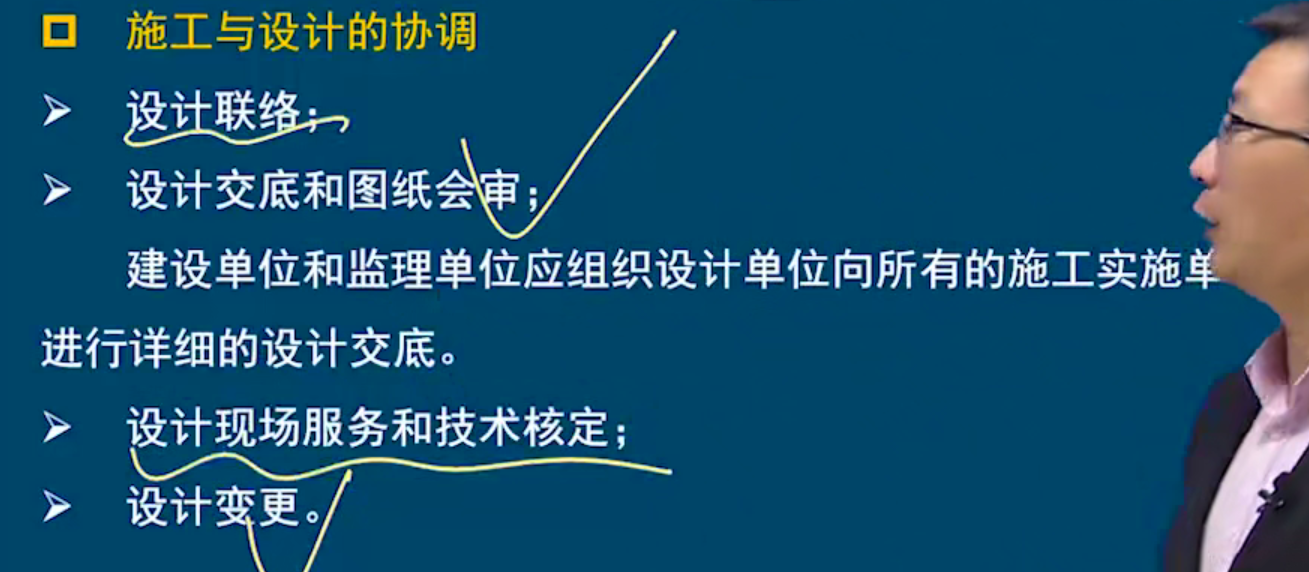 施工与设计的协调
设计联络；
设计交底和图纸会审；
建设单位和监理单位应组织设计单位向所有的施工实施单
进行详细的设计交底。
设计现场服务和技术核定；
设计变更。